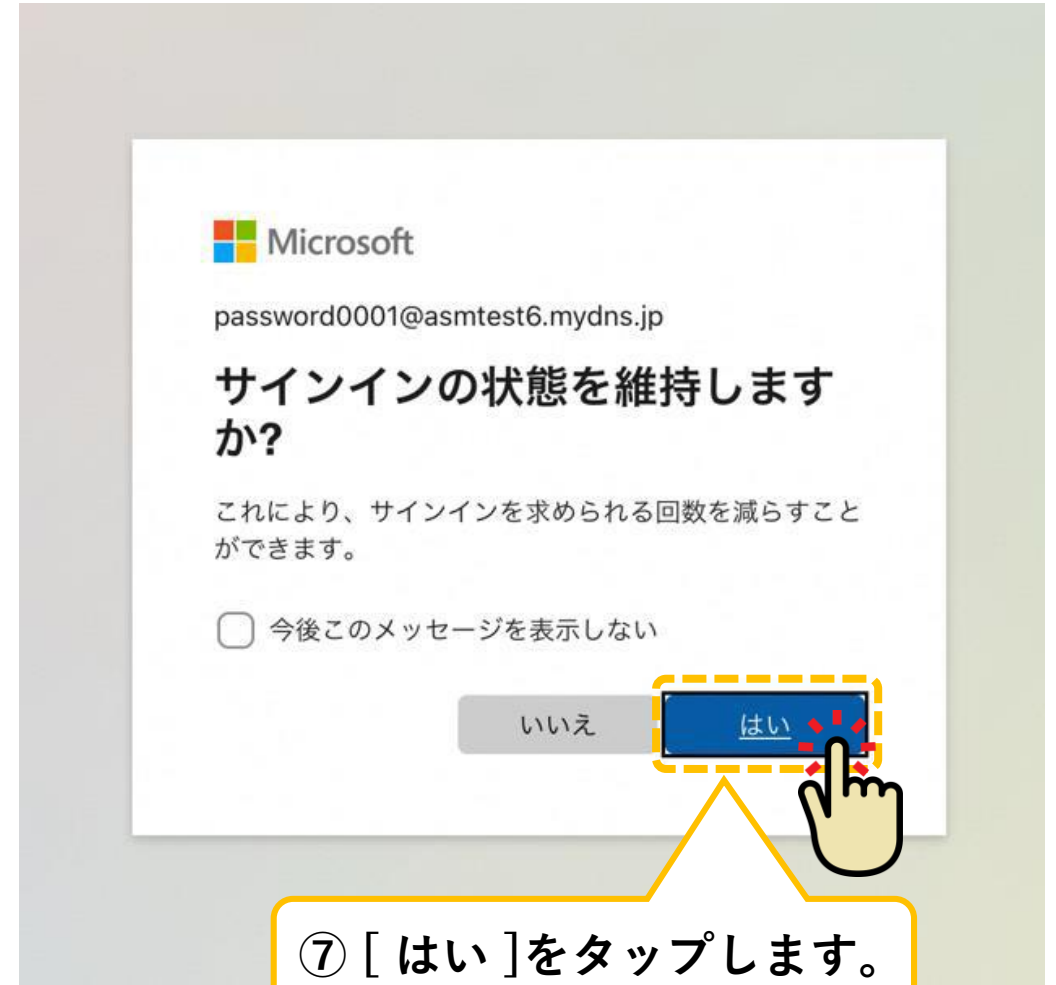 Microsoft
password0001@asmtest6.mydns.jp
サインインの状態を維持します
か?
これにより、サインインを求められる回数を減らすこと
ができます。
今後このメッセージを表示しない
いいえ
はい
⑦ [ はい ]をタップします。